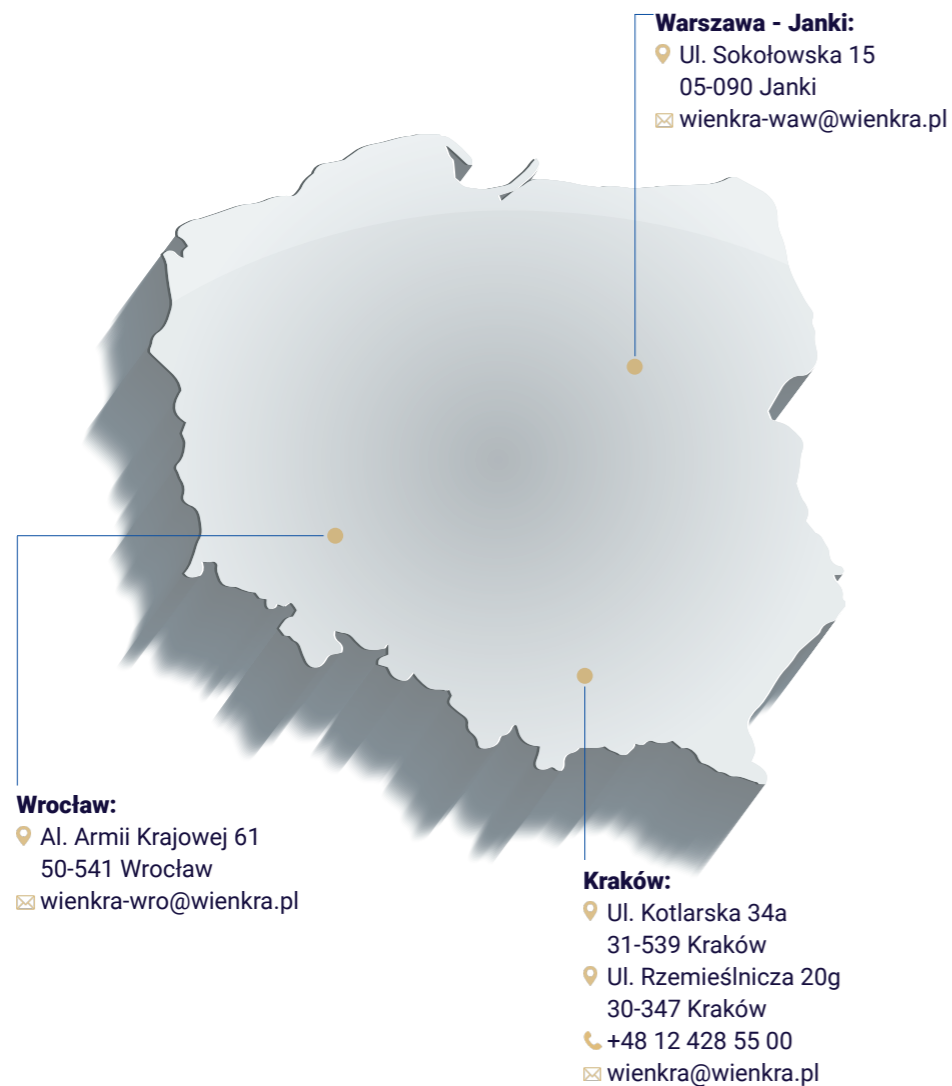 Warszawa - Janki:
Ul. Sokołowska 15
05-090 Janki
wienkra-waw@wienkra.pl
Wrocław:
Al. Armii Krajowej 61
50-541 Wrocław
wienkra-wro@wienkra.pl
Kraków:
Ul. Kotlarska 34a
31-539 Kraków
Ul. Rzemieślnicza 20g
30-347 Kraków
+48 12 428 55 00
wienkra@wienkra.pl